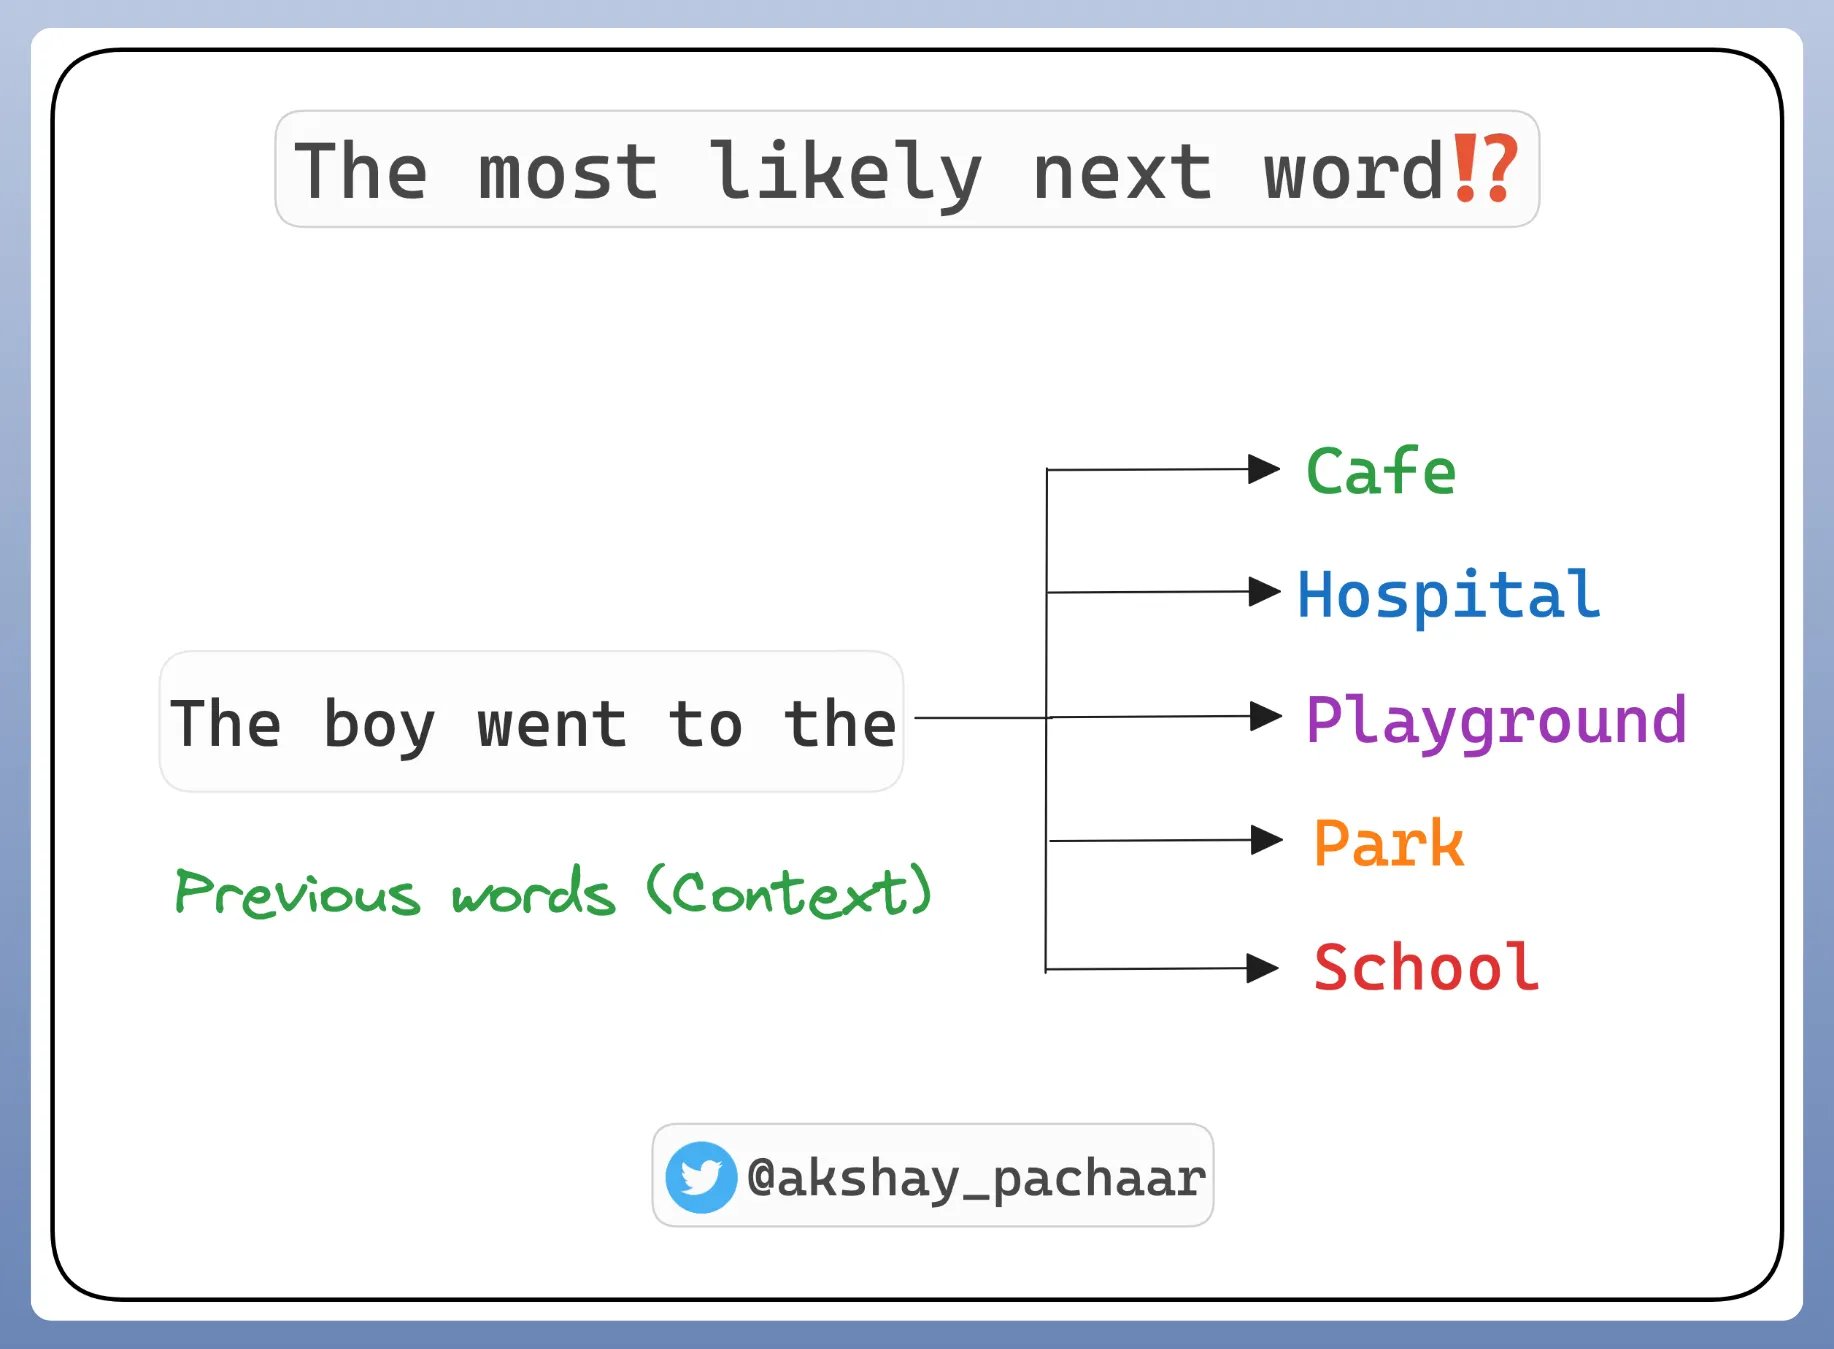 The most likely next word⁉
Cafe
Hospital
The boy went to the
Playground
Previous words (Context)
Park
School
@akshay_pachaar